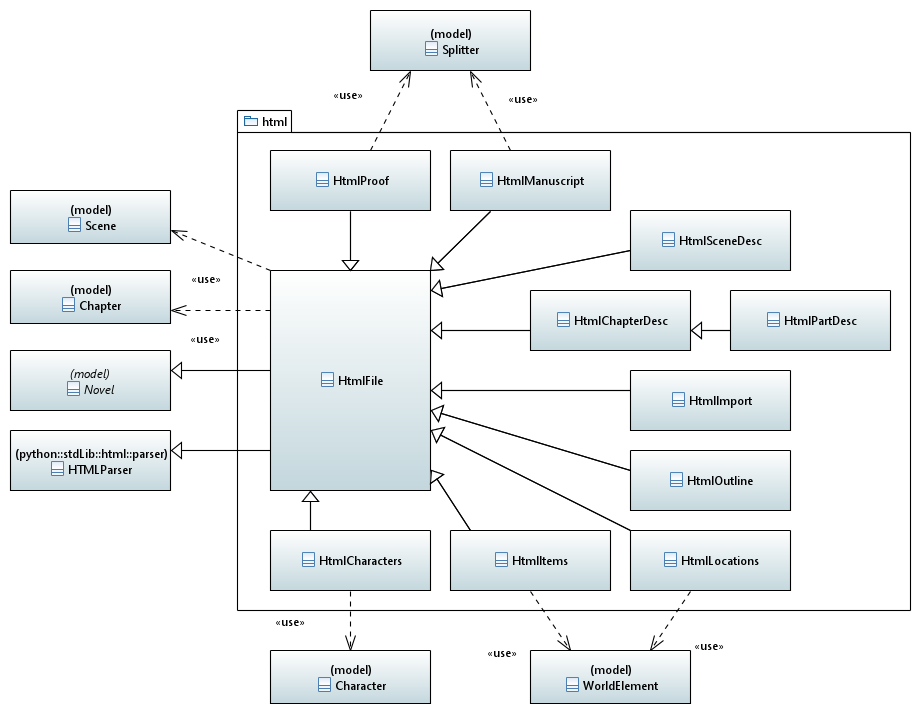 (model)
Splitter
«use»
«use»
html
HtmlProof
HtmlManuscript
(model)
Scene
HtmlSceneDesc
«use»
(model)
Chapter
HtmlChapterDesc
HtmlPartDesc
«use»
(model)
Novel
HtmlFile
HtmlImport
(python::stdLib::html::parser)
HTMLParser
HtmlOutline
HtmlCharacters
HtmlItems
HtmlLocations
«use»
«use»
«use»
(model)
Character
(model)
WorldElement